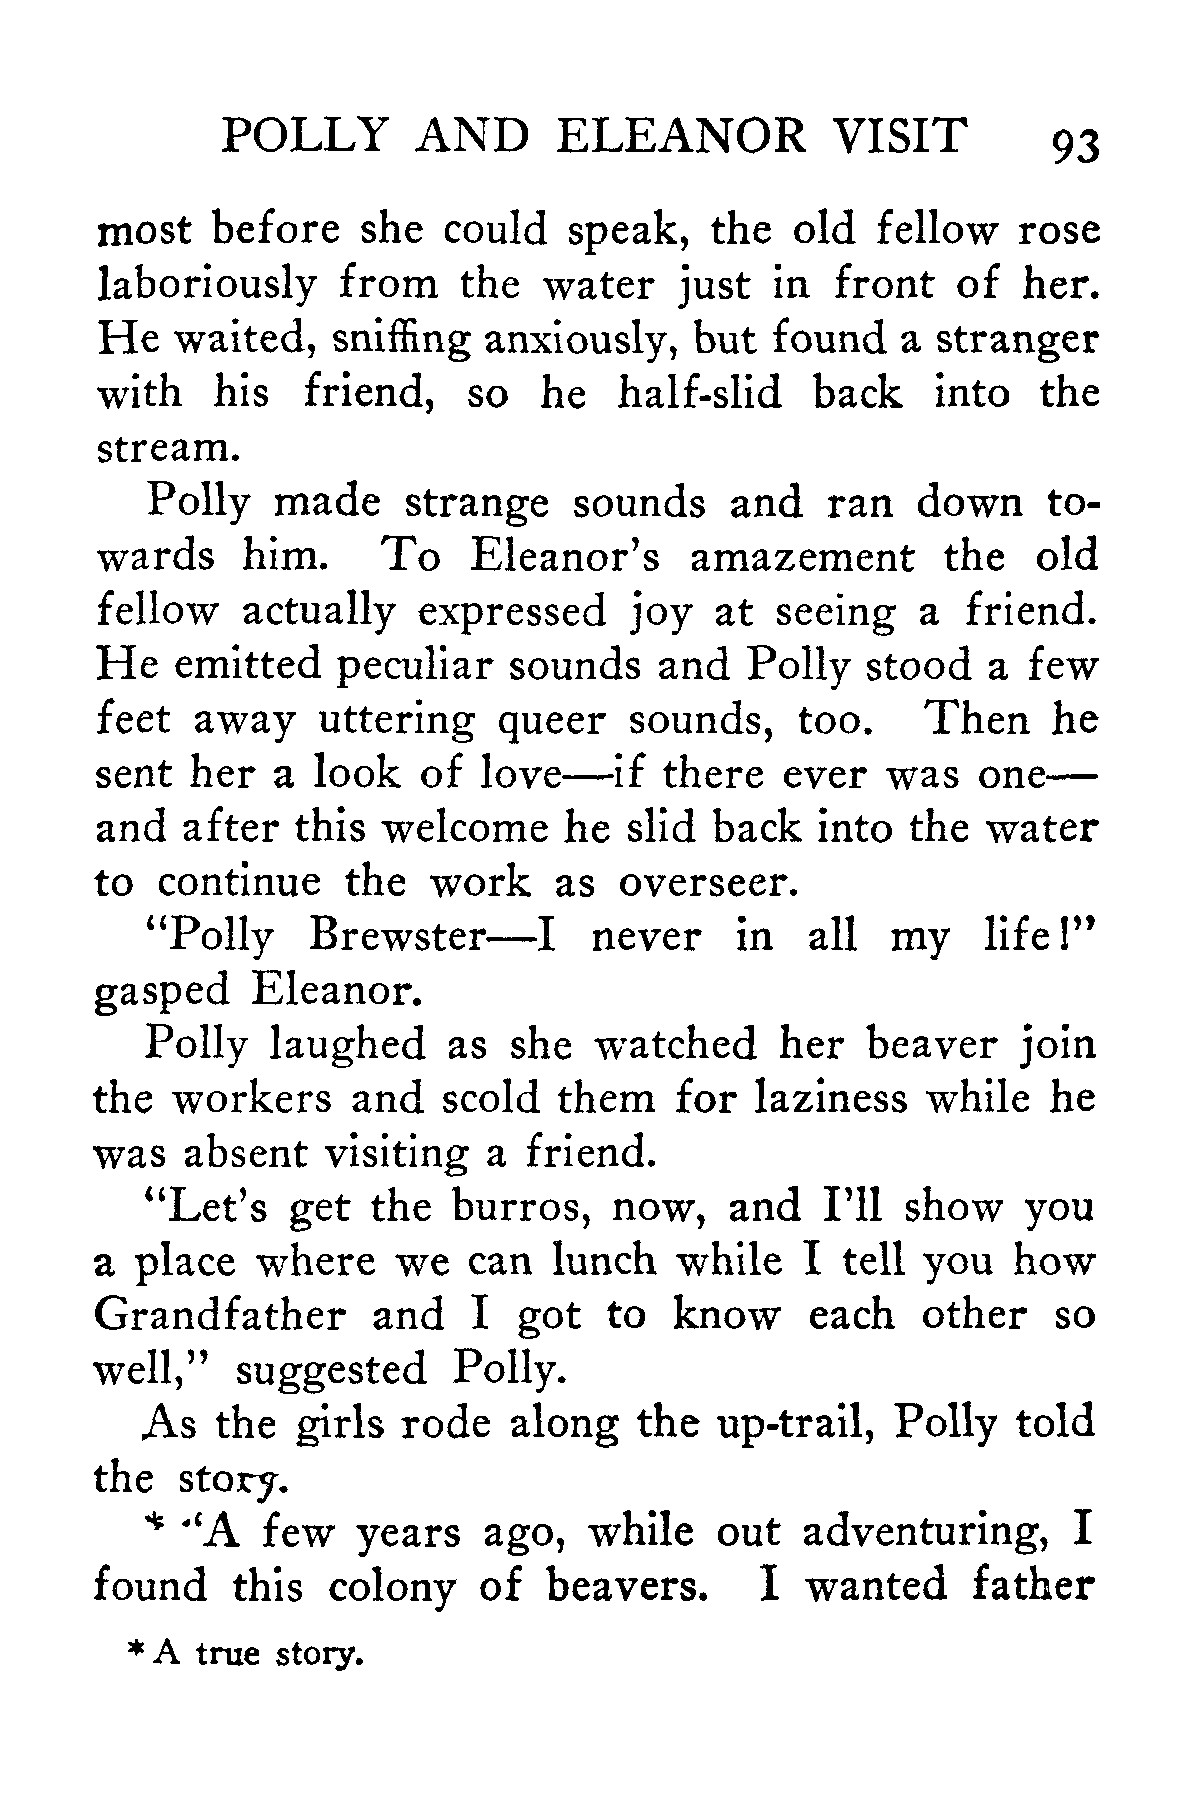 POLLY AND ELEANOR VISIT 93
most before she could speak, the old fellow rose
laboriously from the water just in front of her.
He waited, sniffing anxiously, but found a stranger
with his friend, so he half-slid back into the
stream.
Polly made strange sounds and ran down to-
wards him. To Eleanor's amazement the old
fellow actually expressed joy at seeing a friend.
He emitted peculiar sounds and Polly stood a few
feet away uttering queer sounds, too. Then he
sent her a look of love—if there ever was one—
and after this welcome he slid back into the water
to continue the work as overseer.
"Polly Brewster—I never in all my life!"
gasped Eleanor.
Polly laughed as she watched her beaver join
the workers and scold them for laziness while he
was absent visiting a friend.
"Let's get the burros, now, and I'll show you
a place where we can lunch while I tell you how
Grandfather and I got to know each other so
well," suggested Polly.
As the girls rode along the up-trail, Polly told
the story.
* "A few years ago, while out adventuring, I
found this colony of beavers. I wanted father
* A true story.